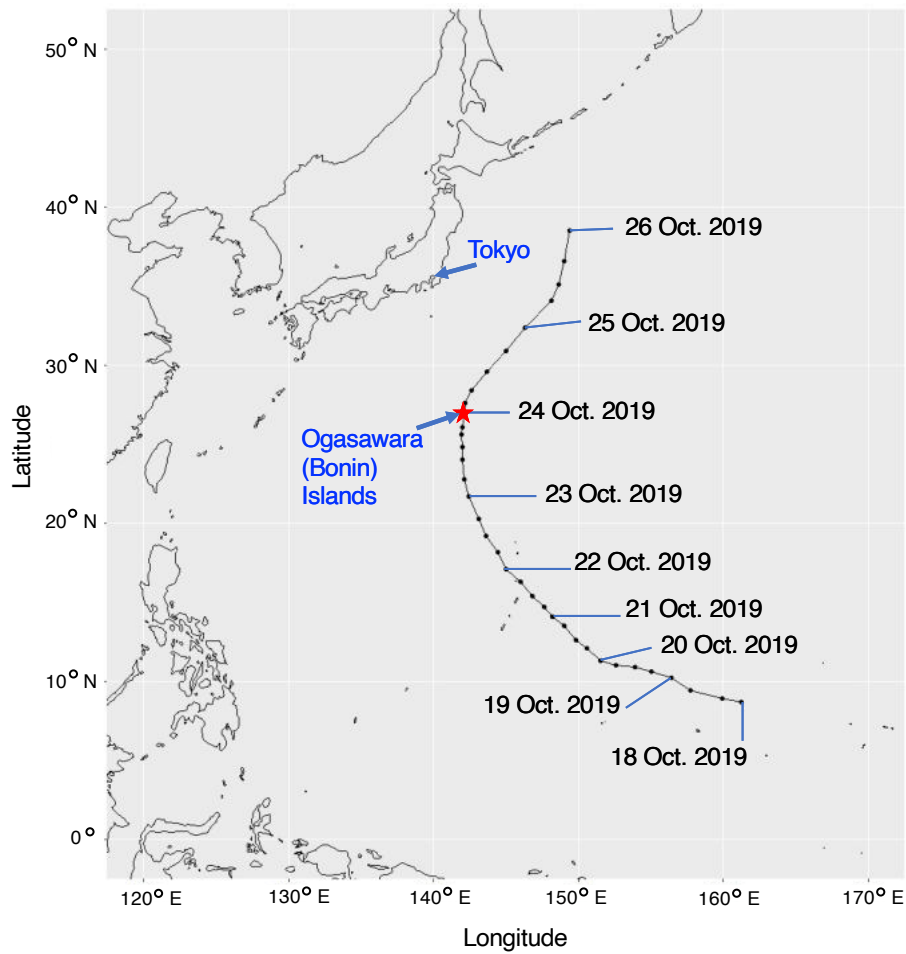 50° N
40° N
30° N
20° N
10° N
0°
Latitude
26 Oct. 2019
Tokyo
25 Oct. 2019
24 Oct. 2019
Ogasawara
(Bonin)
Islands
23 Oct. 2019
22 Oct. 2019
21 Oct. 2019
20 Oct. 2019
19 Oct. 2019
18 Oct. 2019
120° E
130° E
140° E
150° E
160° E
170° E
Longitude